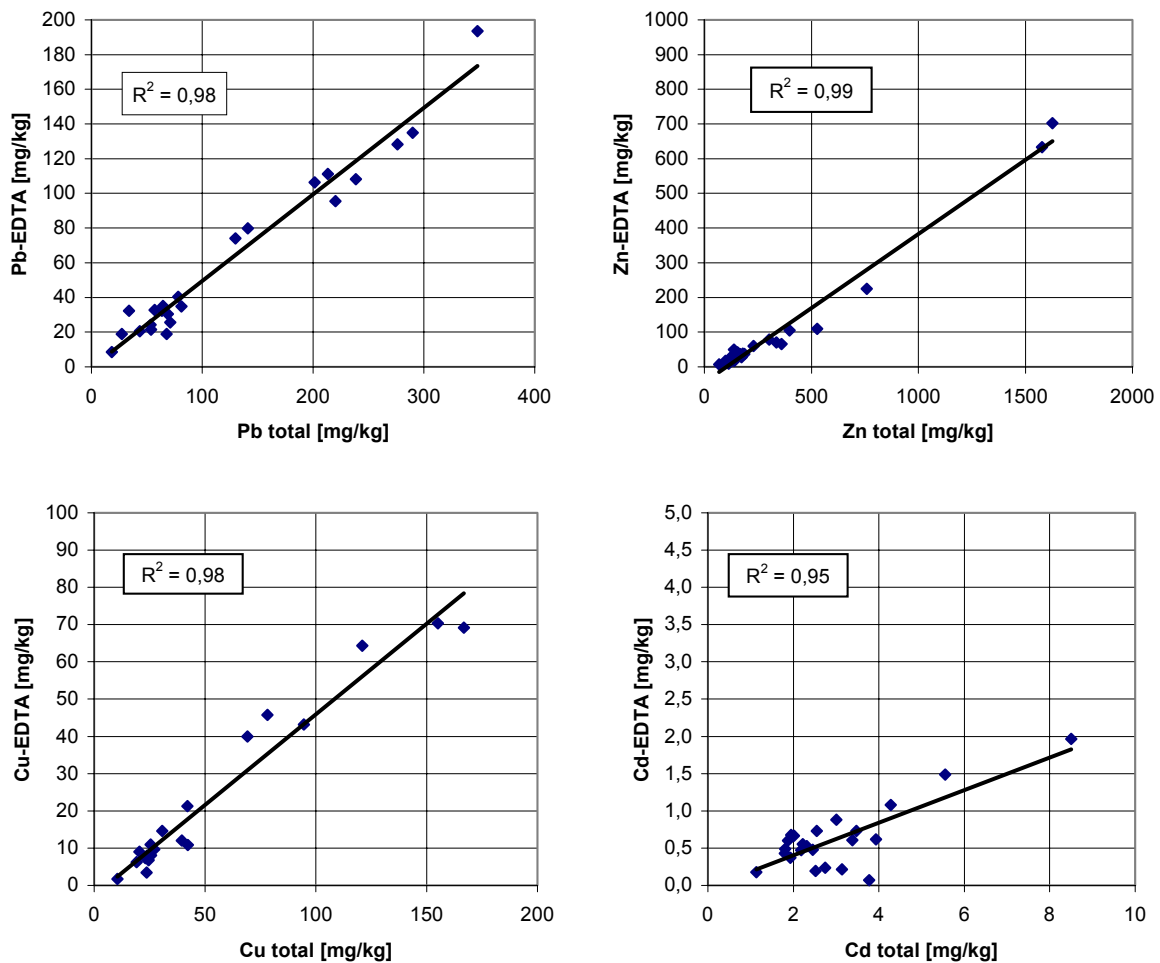 200
180
160
140
120
100
80
60
40
20
0
Pb-EDTA [mg/kg]
R² = 0,98
0 100 200 300 400
Pb total [mg/kg]
1000
900
800
700
600
500
400
300
200
100
0
Zn-EDTA [mg/kg]
R² = 0,99
0 500 1000 1500 2000
Zn total [mg/kg]
100
90
80
70
60
50
40
30
20
10
0
Cu-EDTA [mg/kg]
R² = 0,98
0 50 100 150 200
Cu total [mg/kg]
5,0
4,5
4,0
3,5
3,0
2,5
2,0
1,5
1,0
0,5
0,0
Cd-EDTA [mg/kg]
R² = 0,95
0 2 4 6 8 10
Cd total [mg/kg]